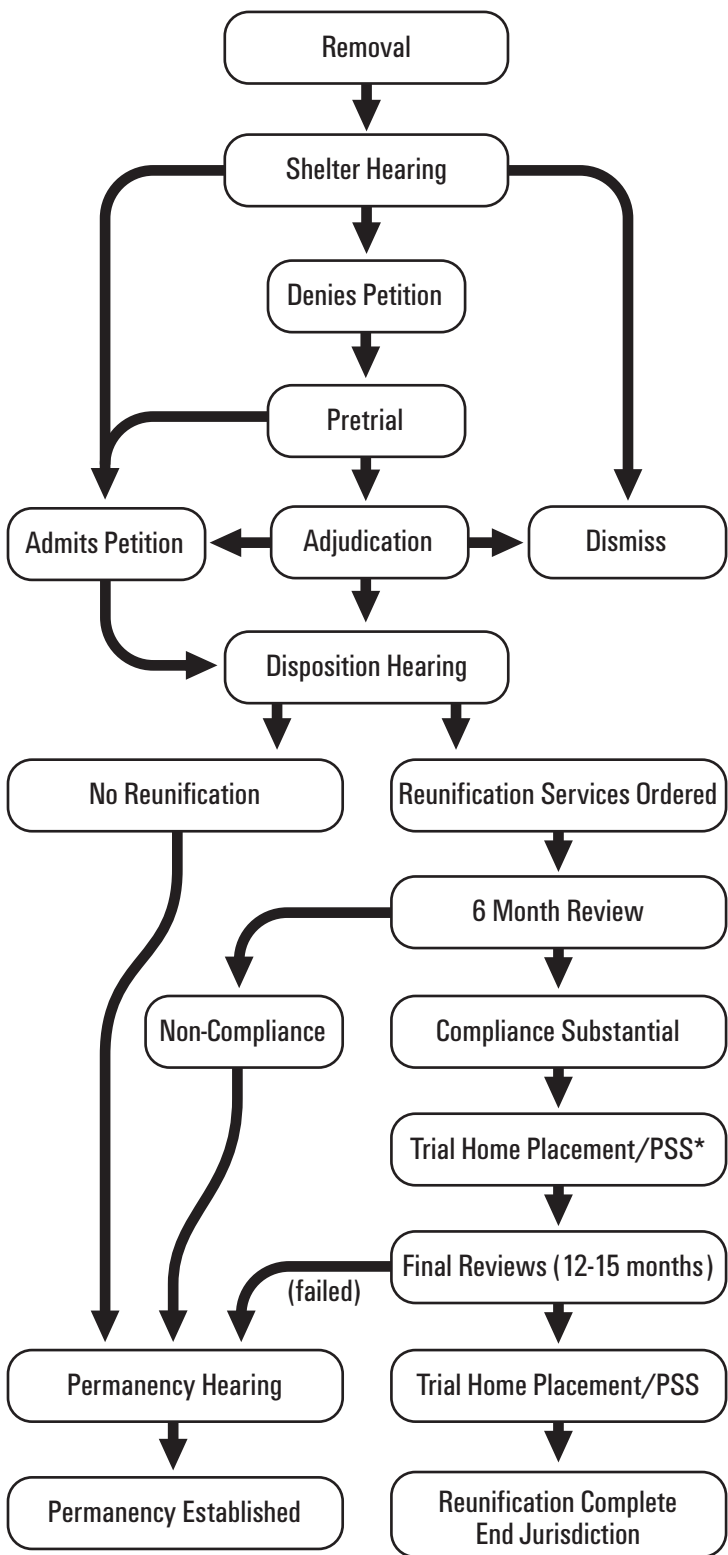 Removal
Shelter Hearing
Denies Petition
Pretrial
Admits Petition
Adjudication
Dismiss
Disposition Hearing
No Reunification
Reunification Services Ordered
6 Month Review
Non-Compliance
Compliance Substantial
Trial Home Placement/PSS*
Final Reviews (12-15 months)
(failed)
Permanency Hearing
Trial Home Placement/PSS
Permanency Established
Reunification Complete
End Jurisdiction